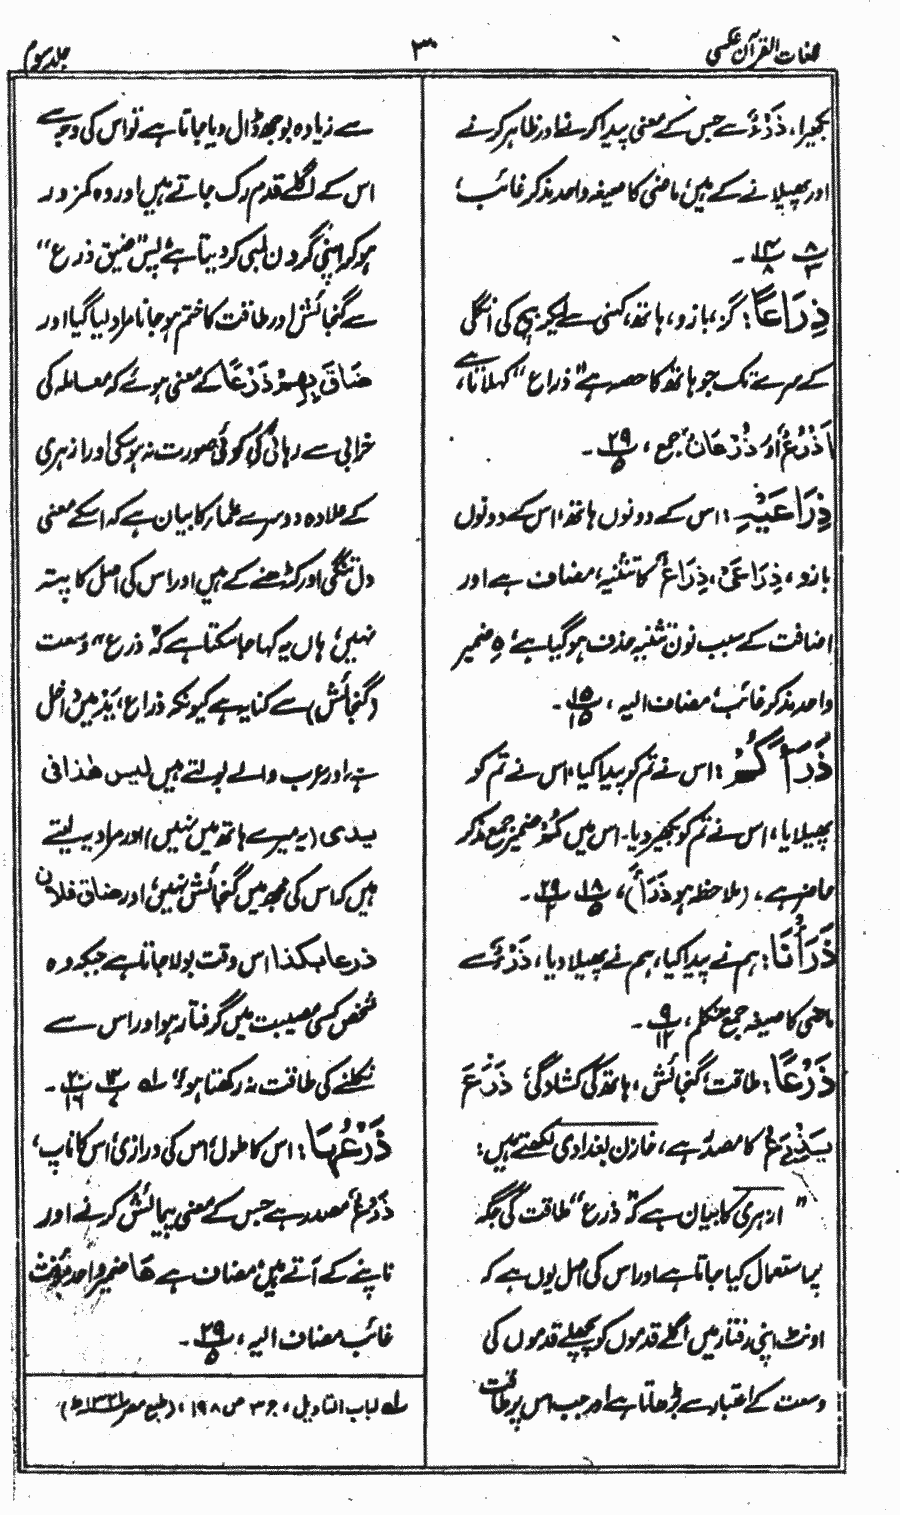 لغات القرآن عکسی
۳
جلد سوم
بکھیرا، ذَرْءٌ سے جس کے معنی پیدا کرنے اور ظاہر کرنے
اور پھیلانے کے ہیں، ماضی کا صیغہ واحد مذکر غائب،
۸/۳ ۱۴/۸ -
ذِرَاعًا: گز، بازو، ہاتھ، کہنی سے لیکر بیچ کی انگلی
کے سرے تک جو ہاتھ کا حصہ ہے "ذراع" کہلاتا ہے،
اَذْرُعٌ اور ذُرْعَانٌ جمع، ۲۹/۵ -
ذِرَاعَیْہِ: اس کے دونوں ہاتھ، اس کے دونوں
بازو، ذِرَاعَیْ، ذِرَاعٌ کا تثنیہ، مضاف ہے اور
اضافت کے سبب نون تثنیہ حذف ہو گیا ہے، ہٖ ضمیر
واحد مذکر غائب، مضاف الیہ، ۱۵/۱۵ -
ذَرَاَكُمْ: اس نے تم کو پیدا کیا، اس نے تم کو
پھیلایا، اس نے تم کو بکھیر دیا۔ اس میں کُمْ ضمیر جمع مذکر
حاضر ہے، (ملاحظہ ہو ذَرَأَ)، ۱۸/۵ ۲۹/۲ -
ذَرَأْنَا: ہم نے پیدا کیا، ہم نے پھیلا دیا، ذَرْءٌ سے
ماضی کا صیغہ جمع متکلم، ۹/۱۲ -
ذَرْعًا: طاقت، گنجائش، ہاتھ کی کشادگی، ذَرَعَ
یَذْرَعُ کا مصدر ہے، خازن بغدادی لکھتے ہیں:
" ازہری کا بیان ہے کہ "ذرع" طاقت کی جگہ
پر استعمال کیا جاتا ہے اور اس کی اصل یوں ہے کہ
اونٹ اپنی رفتار میں اگلے قدموں کو پچھلے قدموں کی
وسعت کے اعتبار سے بڑھاتا ہے اور جب اس پر طاقت
سے زیادہ بوجھ ڈال دیا جاتا ہے تو اس کی وجہ سے
اس کے اگلے قدم رک جاتے ہیں اور وہ کمزور
ہو کر اپنی گردن لمبی کر دیتا ہے، پس "ضیق ذرع"
سے گنجائش اور طاقت کا ختم ہو جانا مراد لیا گیا اور
ضَاقَ بِهِمْ ذَرْعًا کے معنی ہوئے کہ معاملہ کی
خرابی سے رہائی کی کوئی صورت نہ ہو سکی اور ازہری
کے علاوہ دوسرے علماء کا بیان ہے کہ اسکے معنی
دل تنگی اور کڑھنے کے ہیں اور اس کی اصل کا پتہ
نہیں، ہاں یہ کہا جا سکتا ہے کہ "ذرع" وسعت
(گنجائش) سے کنایہ ہے کیونکہ ذراع، ید میں داخل
ہے اور عرب والے بولتے ہیں لیس هذا فی
یدی (یہ میرے ہاتھ میں نہیں) اور مراد یہ لیتے
ہیں کہ اس کی مجھ میں گنجائش نہیں، اور ضاق فلان
ذرعا بکذا اس وقت بولا جاتا ہے جبکہ وہ
شخص کسی مصیبت میں گرفتار ہو اور اس سے
نکلنے کی طاقت نہ رکھتا ہو" لہ ۱۲/۷ ۲۰/۱۶ -
ذَرْعُهَا: اس کا طول، اس کی درازی، اس کا ناپ،
ذَرْعٌ مصدر ہے جس کے معنی پیمائش کرنے اور
ناپنے کے آتے ہیں، مضاف ہے هَا ضمیر واحد مؤنث
غائب مضاف الیہ، ۲۹/۵ -
لہ لباب التاویل، ج ۳ ص ۱۹۸، (طبع مصر ۱۳۳۱ھ)